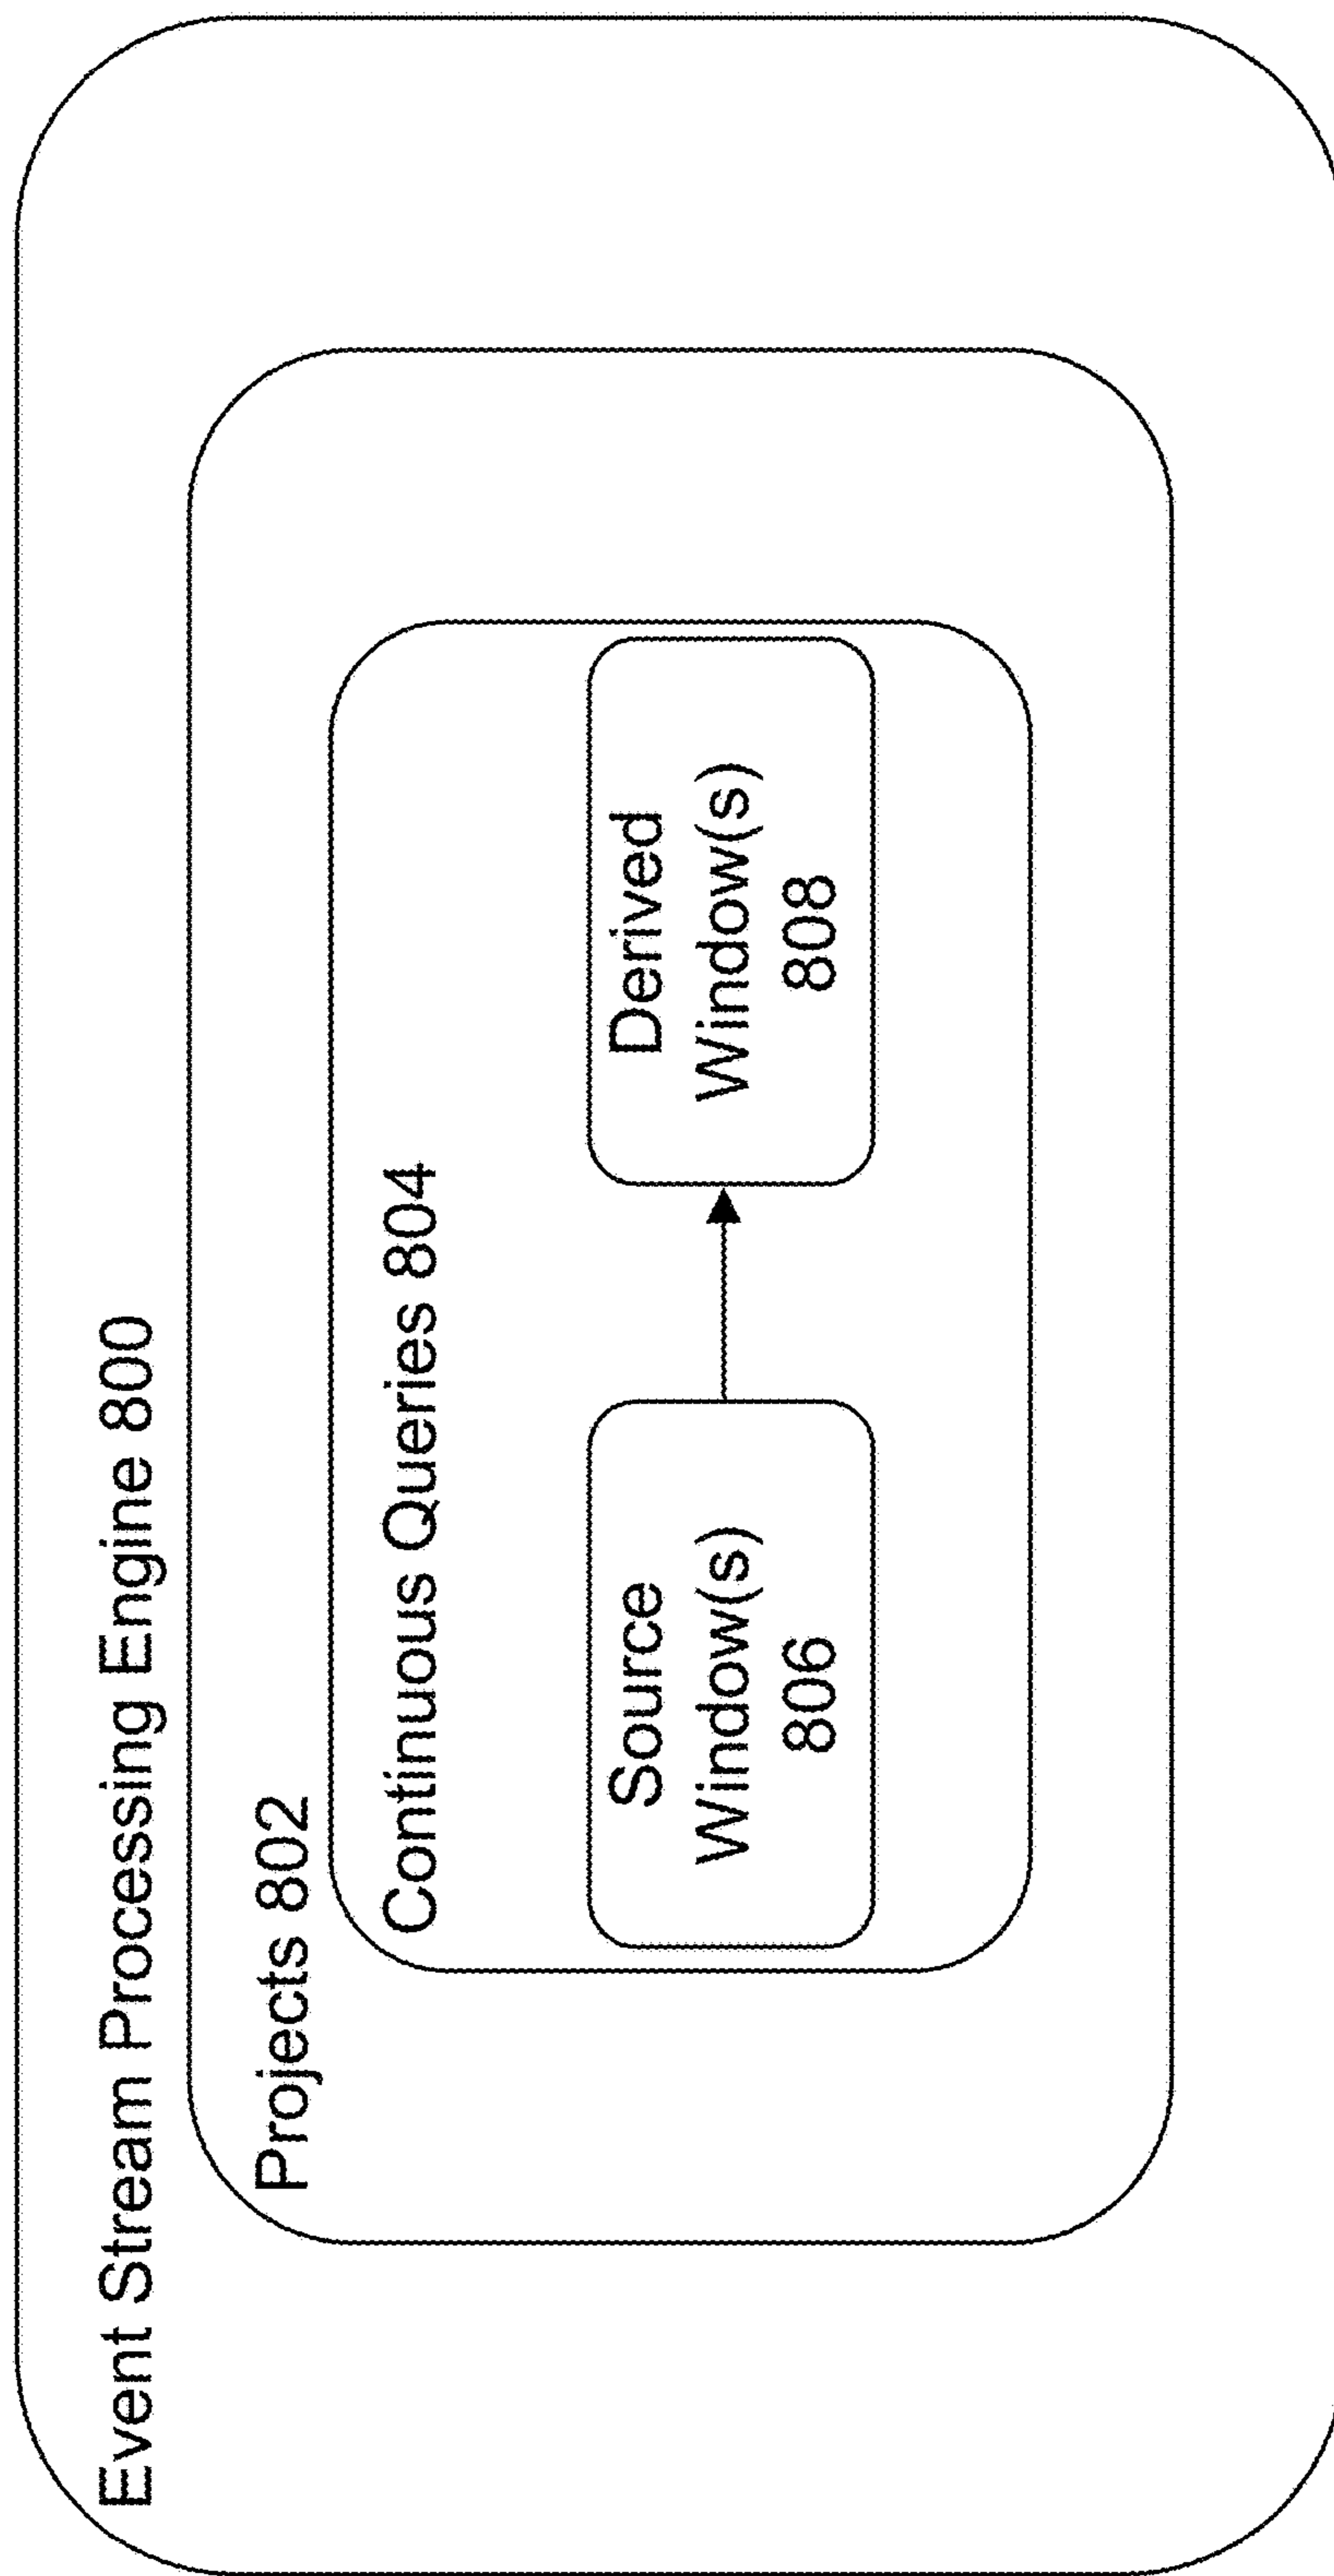 Event Stream Processing Engine 800
Projects 802
Continuous Queries 804
Source
Window(s)
806
Derived
Window(s)
808